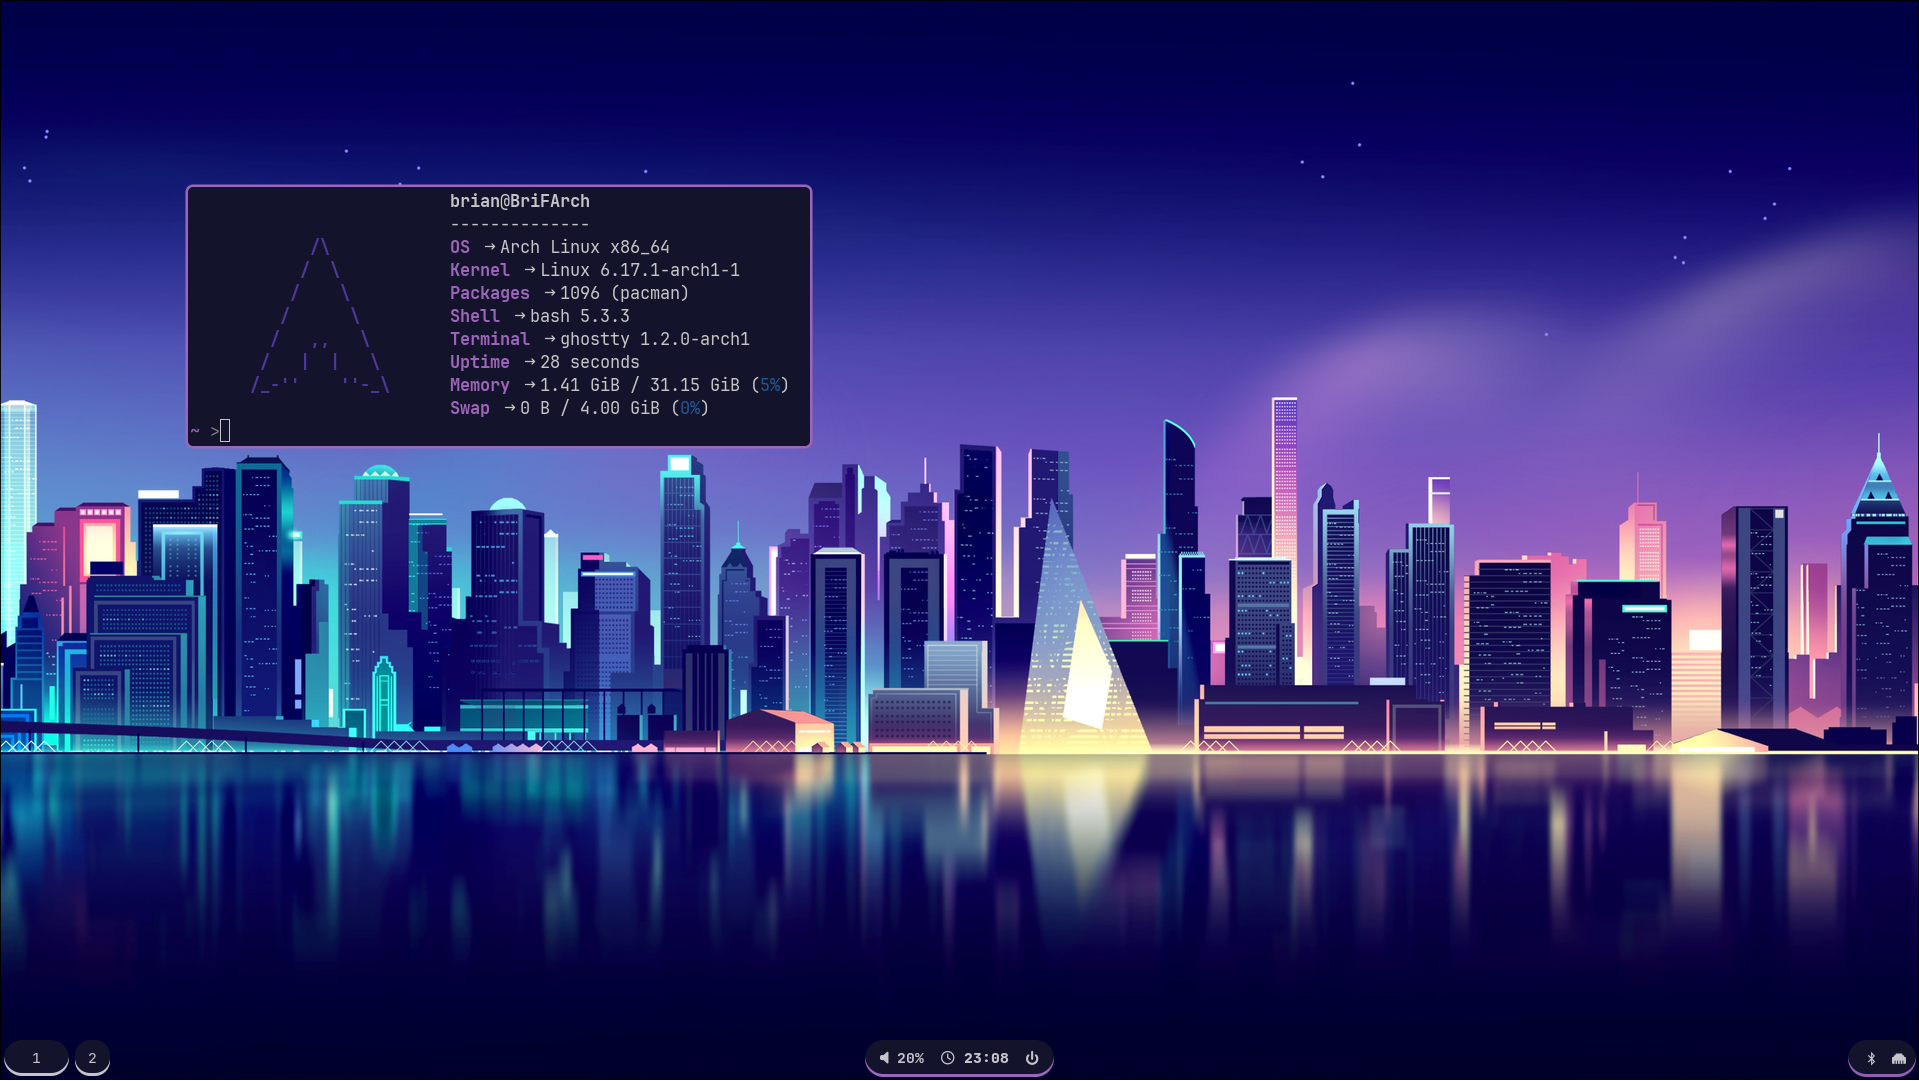 brian@BriFArch
--------------
OS → Arch Linux x86_64
Kernel → Linux 6.17.1-arch1-1
Packages → 1096 (pacman)
Shell → bash 5.3.3
Terminal → ghostty 1.2.0-arch1
Uptime → 28 seconds
Memory → 1.41 GiB / 31.15 GiB (5%)
Swap → 0 B / 4.00 GiB (0%)
~ >
1 2 20% 23:08